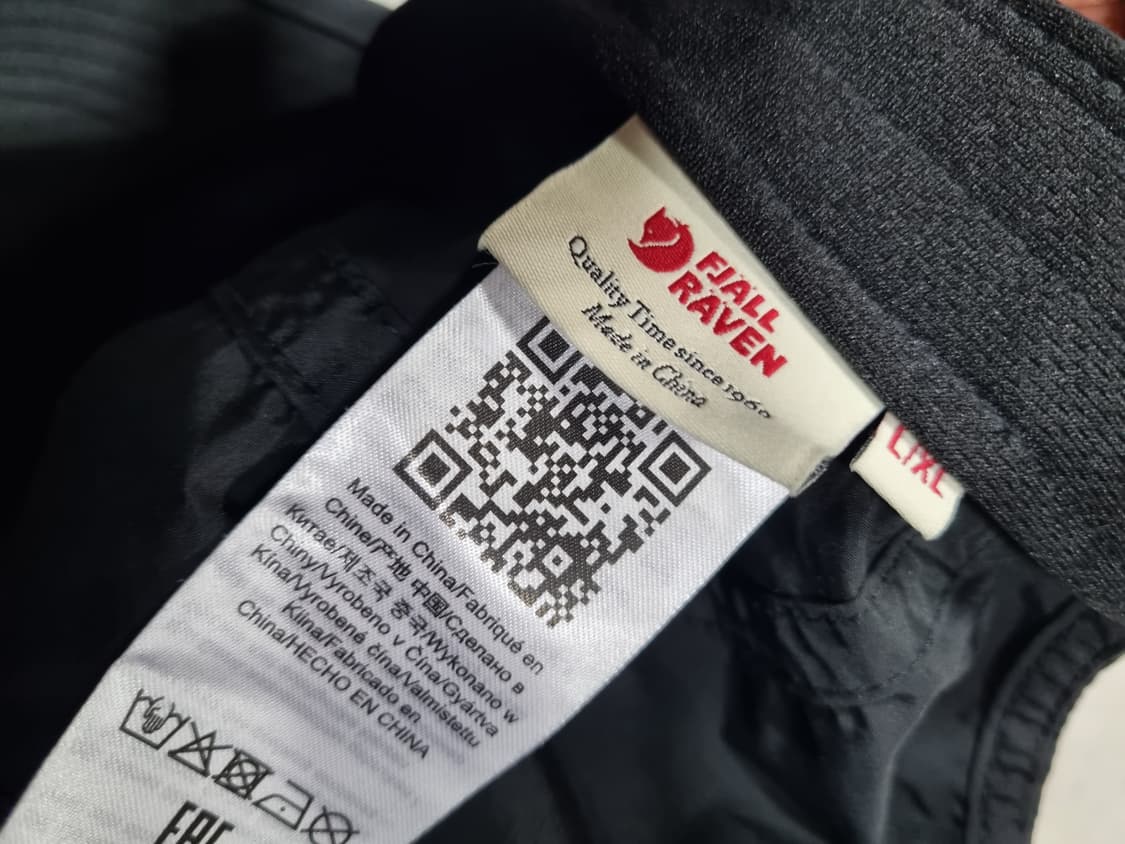 FJÄLL
RÄVEN
Quality Time since 1960
Made in China
L/XL
Made in China/Fabriqué en
Chine/产地 中国/Сделано в
Китае/제조국 중국/Wykonano w
Chiny/Vyrobeno v Čína/Gyártva
Kína/Vyrobené čína/Valmistettu
Kiina/Fabricado en
China/HECHO EN CHINA
EAC